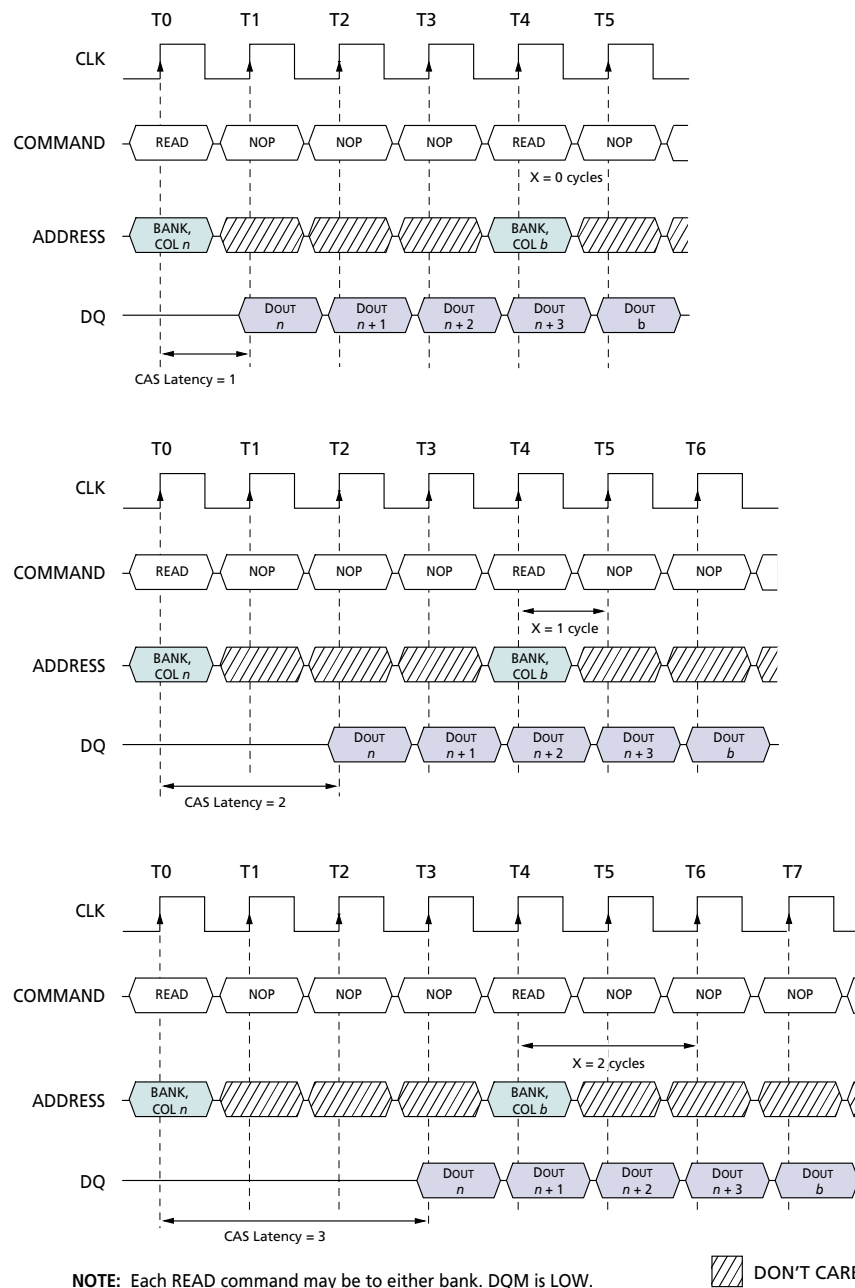 T0 T1 T2 T3 T4 T5
CLK
COMMAND READ NOP NOP NOP READ NOP
X = 0 cycles
ADDRESS BANK, COL n BANK, COL b
DQ DOUT n DOUT n + 1 DOUT n + 2 DOUT n + 3 DOUT b
CAS Latency = 1
T0 T1 T2 T3 T4 T5 T6
CLK
COMMAND READ NOP NOP NOP READ NOP NOP
X = 1 cycle
ADDRESS BANK, COL n BANK, COL b
DQ DOUT n DOUT n + 1 DOUT n + 2 DOUT n + 3 DOUT b
CAS Latency = 2
T0 T1 T2 T3 T4 T5 T6 T7
CLK
COMMAND READ NOP NOP NOP READ NOP NOP NOP
X = 2 cycles
ADDRESS BANK, COL n BANK, COL b
DQ DOUT n DOUT n + 1 DOUT n + 2 DOUT n + 3 DOUT b
CAS Latency = 3
NOTE: Each READ command may be to either bank. DQM is LOW.
DON'T CARE